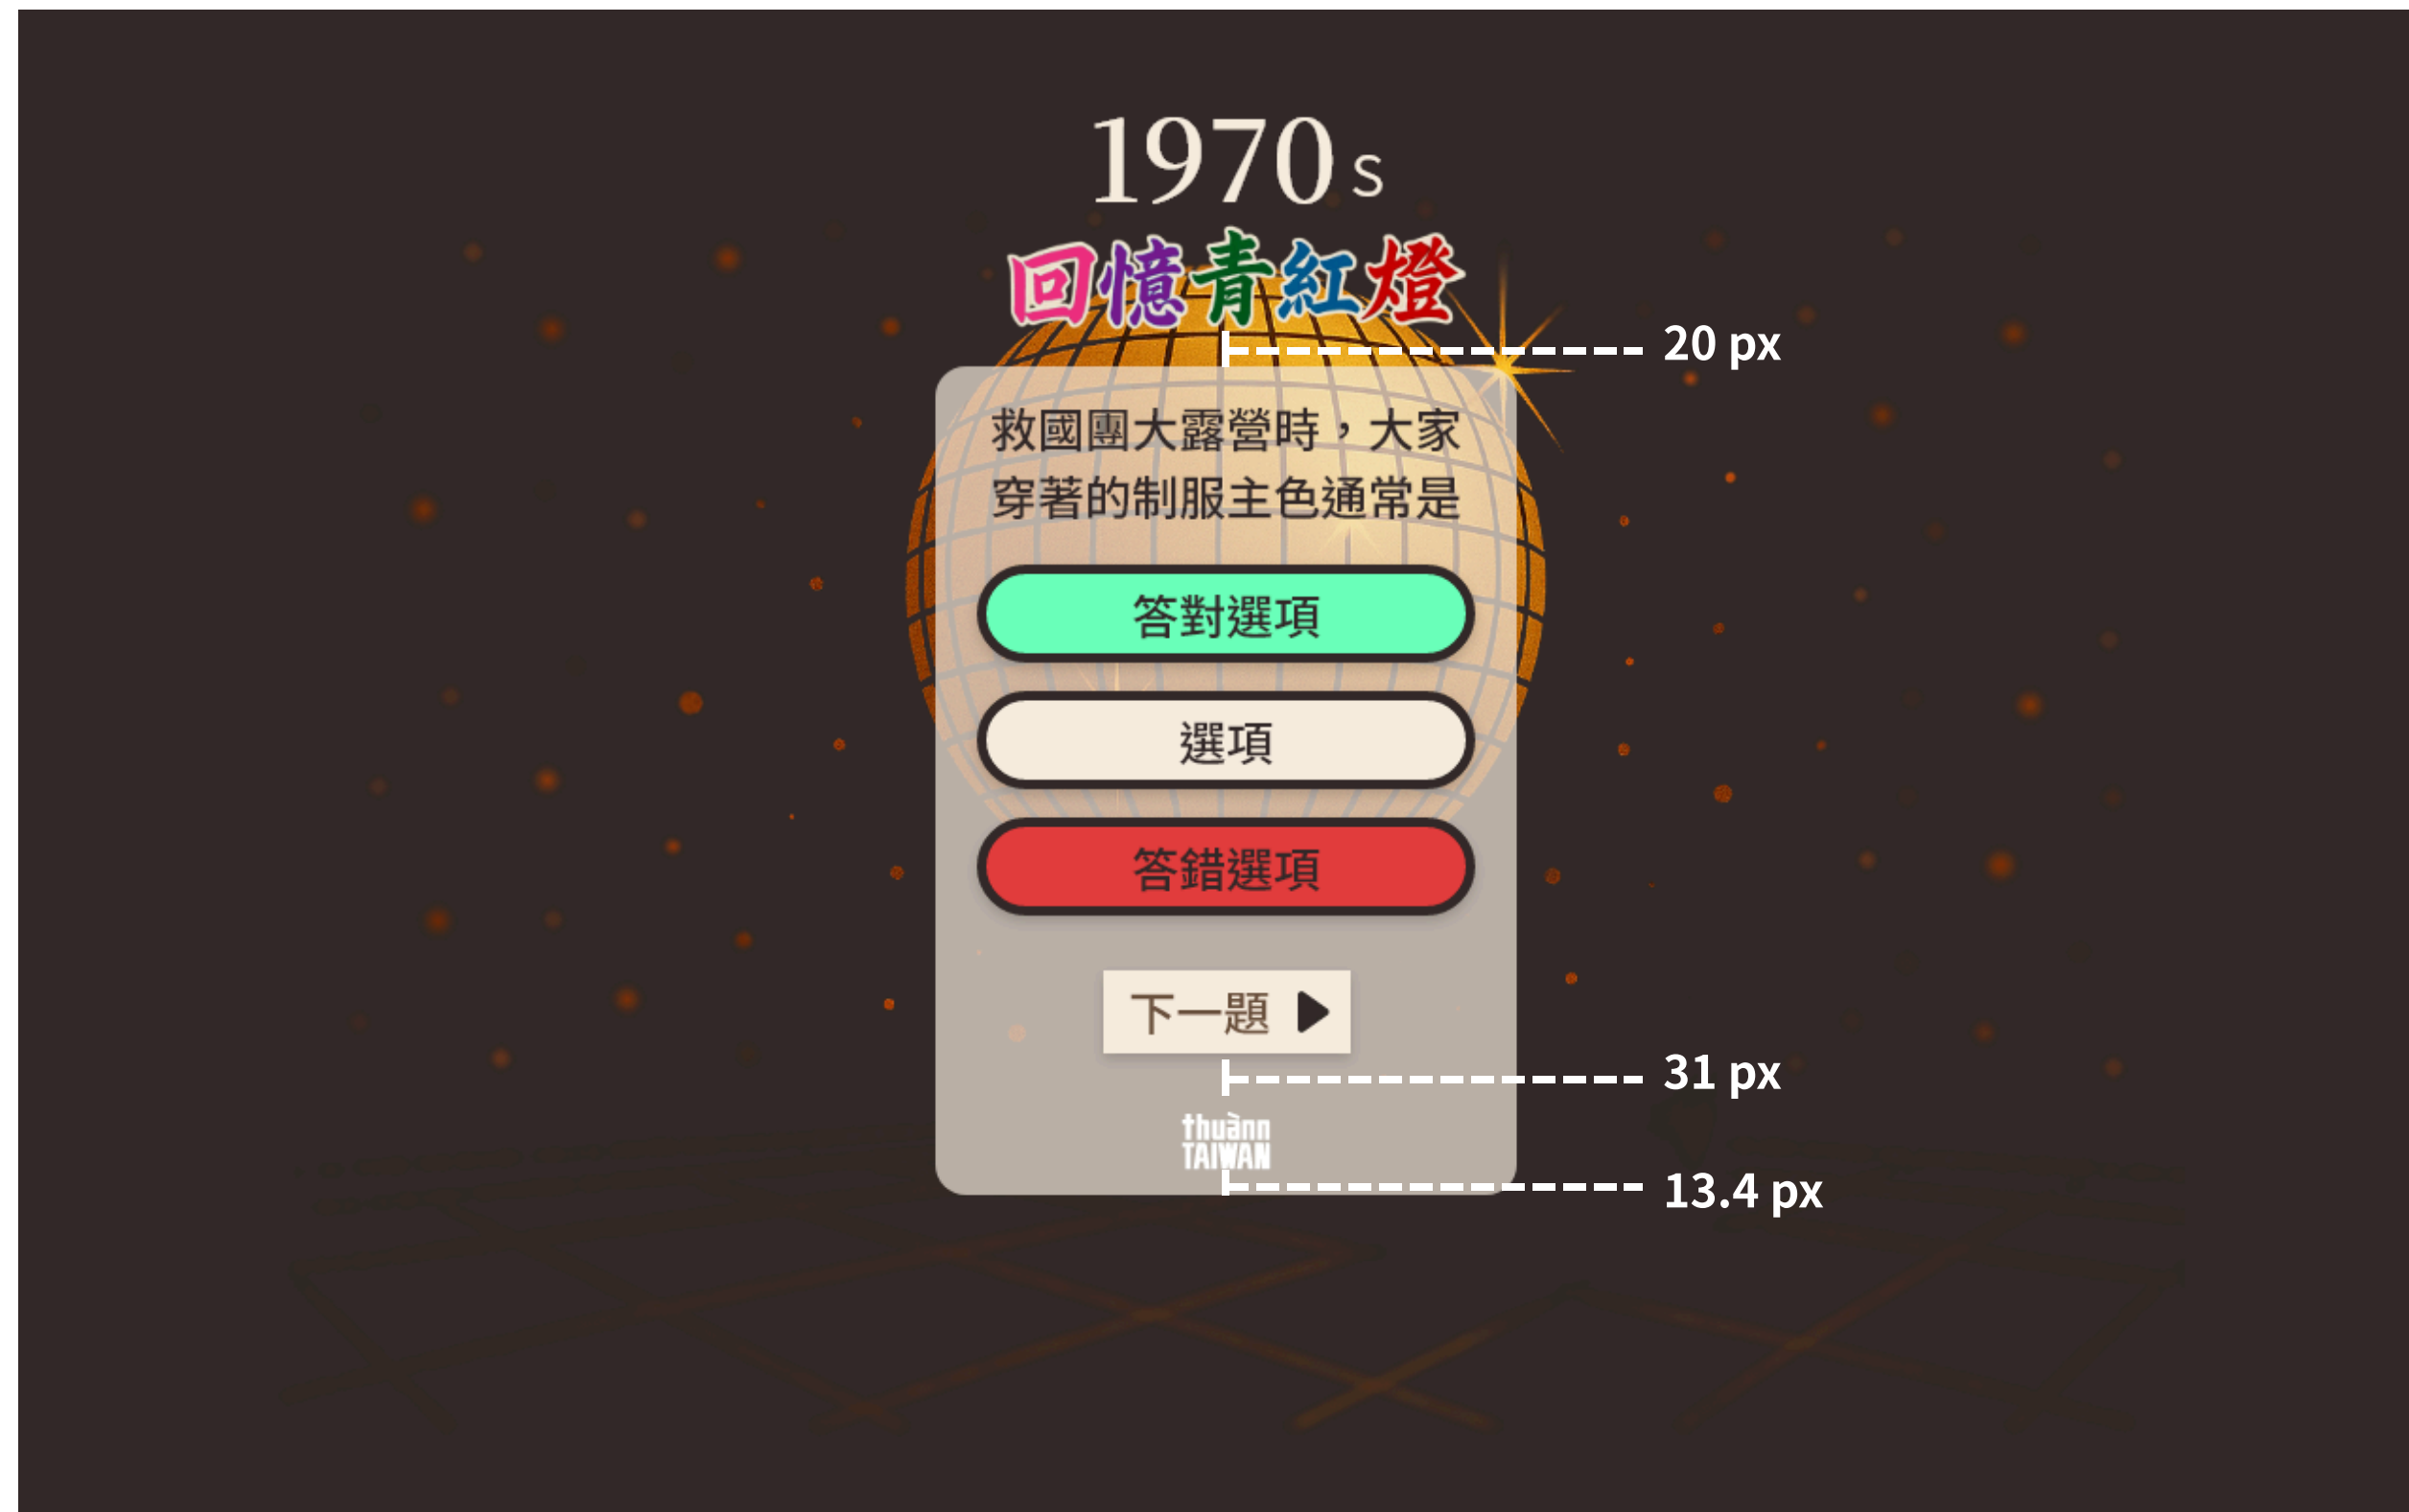 1970s
回憶青紅燈
20 px
救國團大露營時，大家
穿著的制服主色通常是
答對選項
選項
答錯選項
下一題
31 px
thuànn
TAIWAN
13.4 px